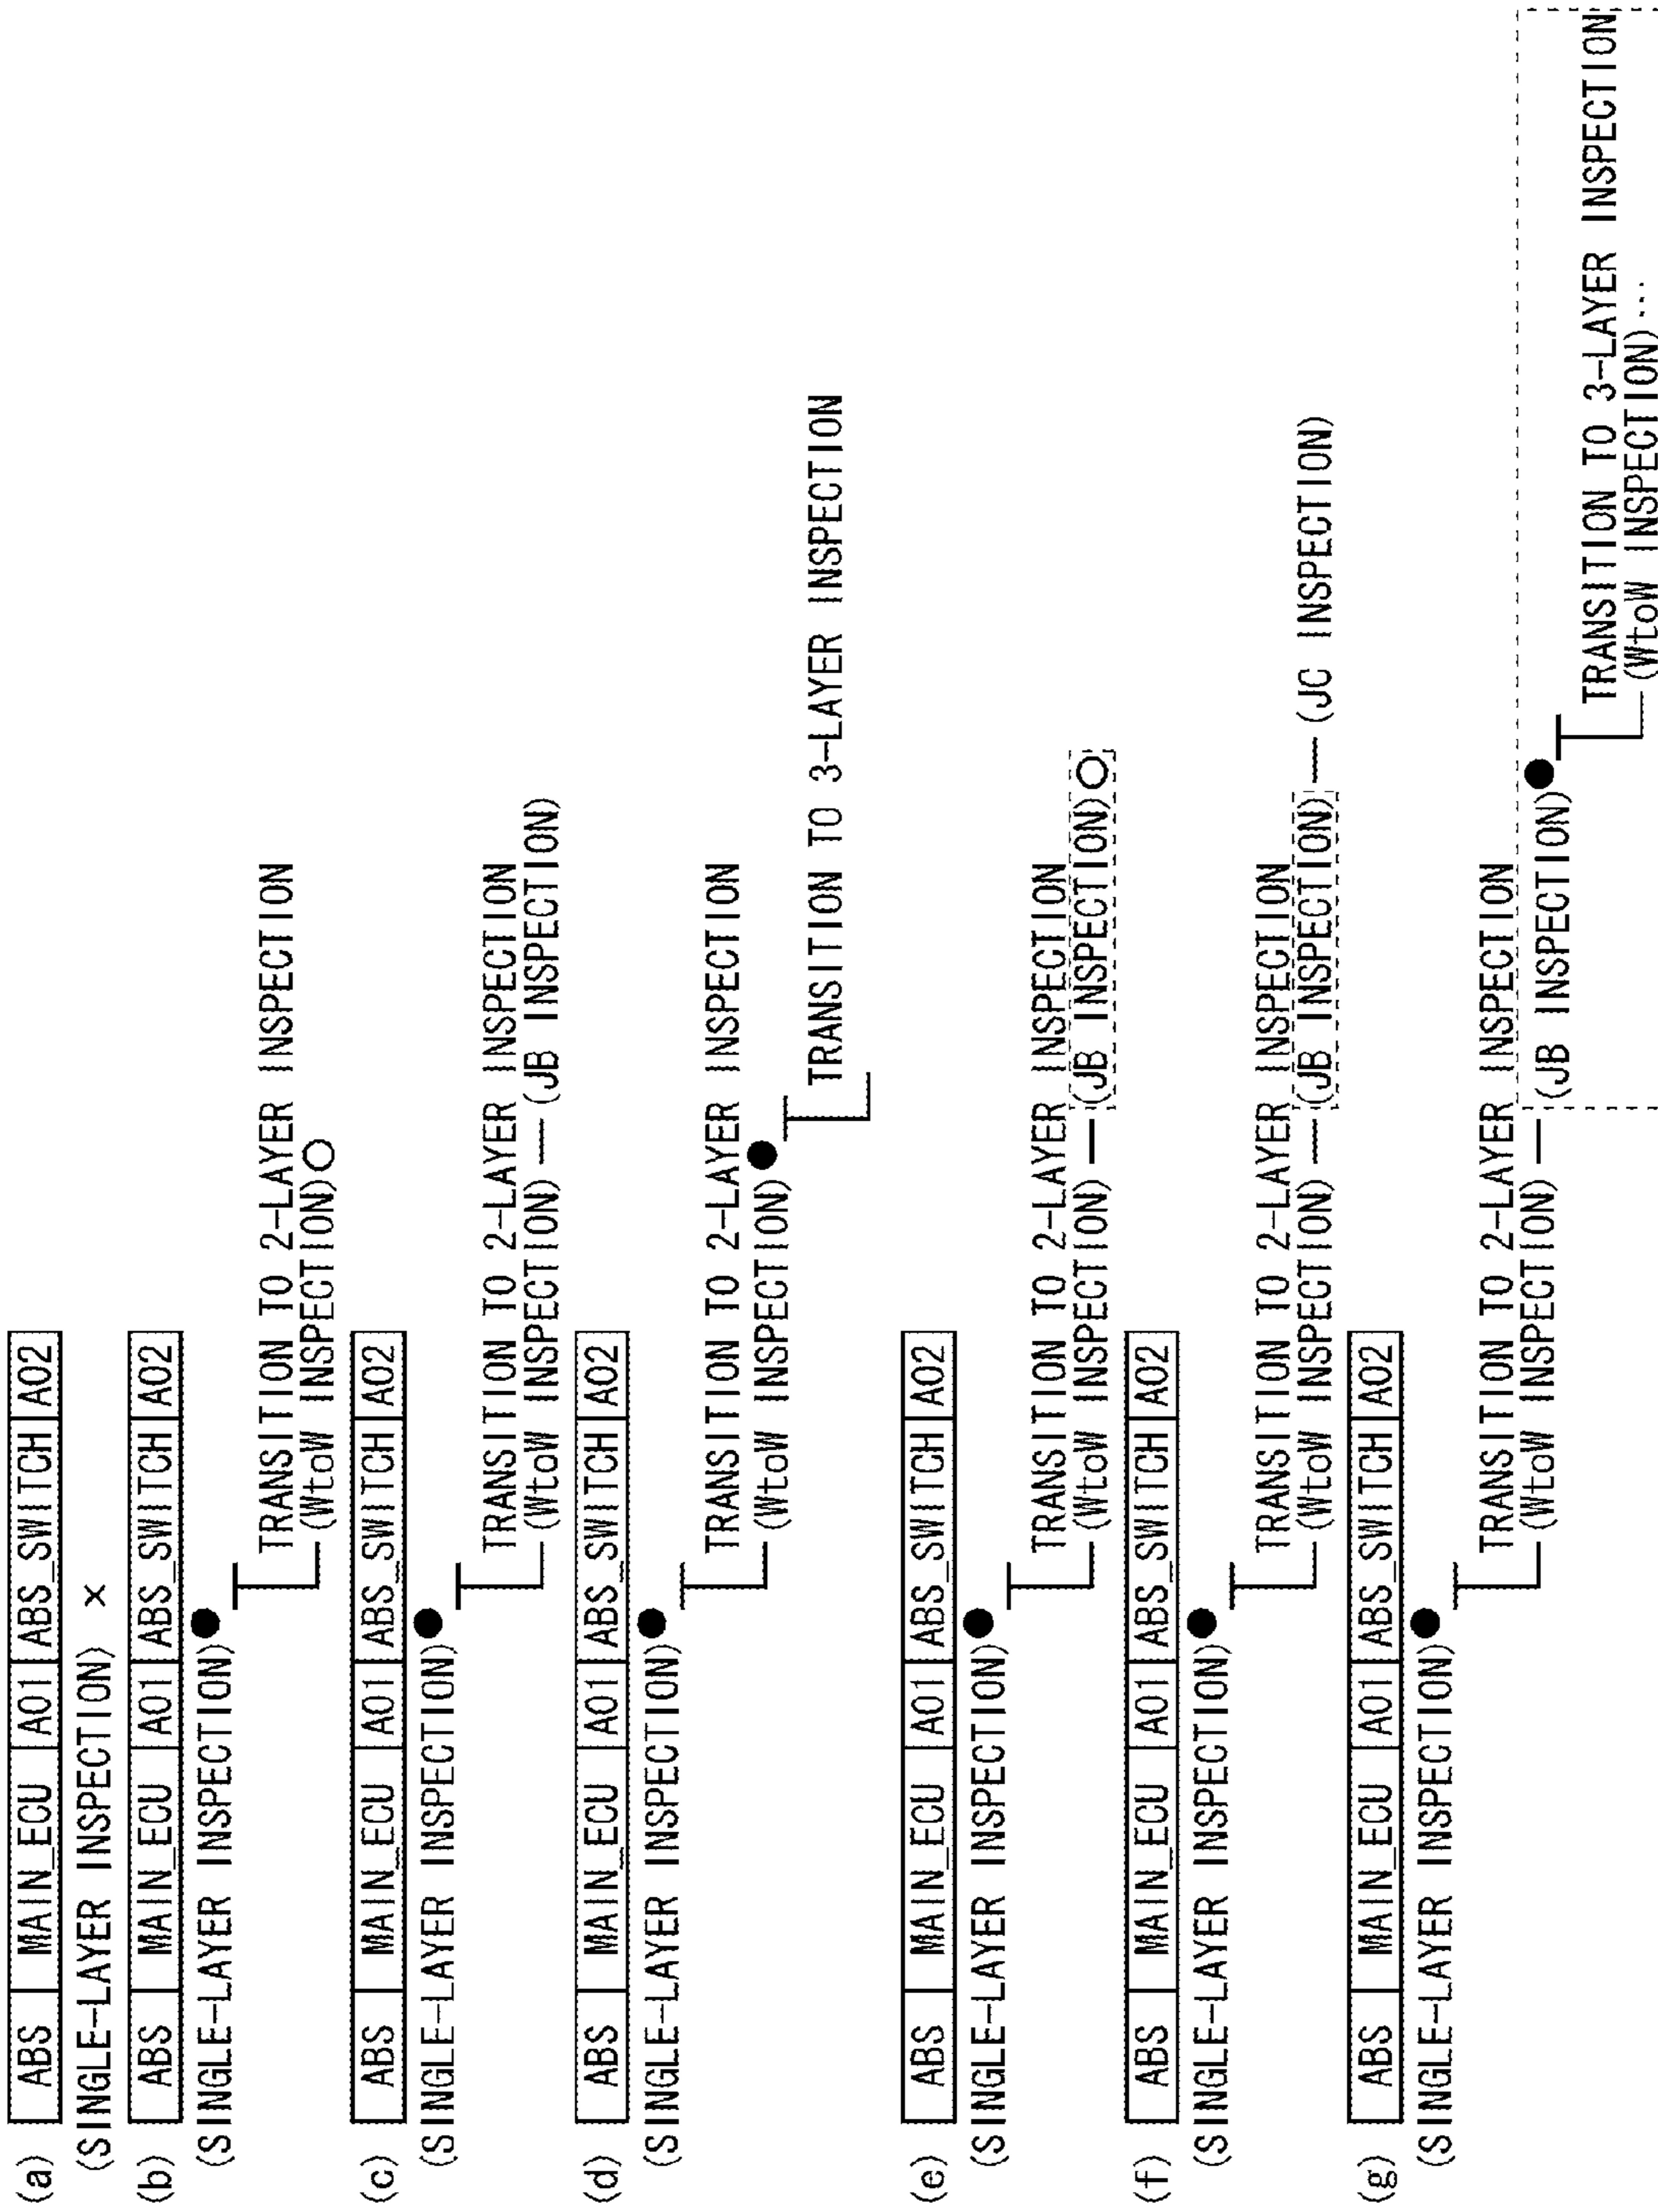 (a) ABS MAIN_ECU A01 ABS_SWITCH A02
(SINGLE-LAYER INSPECTION) ×
(b) ABS MAIN_ECU A01 ABS_SWITCH A02
(SINGLE-LAYER INSPECTION) ●
TRANSITION TO 2-LAYER INSPECTION
(WtoW INSPECTION) ○
(c) ABS MAIN_ECU A01 ABS_SWITCH A02
(SINGLE-LAYER INSPECTION) ●
TRANSITION TO 2-LAYER INSPECTION
(WtoW INSPECTION) — (JB INSPECTION)
(d) ABS MAIN_ECU A01 ABS_SWITCH A02
(SINGLE-LAYER INSPECTION) ●
TRANSITION TO 2-LAYER INSPECTION
(WtoW INSPECTION) ●
TRANSITION TO 3-LAYER INSPECTION
(e) ABS MAIN_ECU A01 ABS_SWITCH A02
(SINGLE-LAYER INSPECTION) ●
TRANSITION TO 2-LAYER INSPECTION
(WtoW INSPECTION) — (JB INSPECTION) ○
(f) ABS MAIN_ECU A01 ABS_SWITCH A02
(SINGLE-LAYER INSPECTION) ●
TRANSITION TO 2-LAYER INSPECTION
(WtoW INSPECTION) — (JB INSPECTION) — (JC INSPECTION)
(g) ABS MAIN_ECU A01 ABS_SWITCH A02
(SINGLE-LAYER INSPECTION) ●
TRANSITION TO 2-LAYER INSPECTION
(WtoW INSPECTION) — (JB INSPECTION) ●
TRANSITION TO 3-LAYER INSPECTION
(WtoW INSPECTION)...